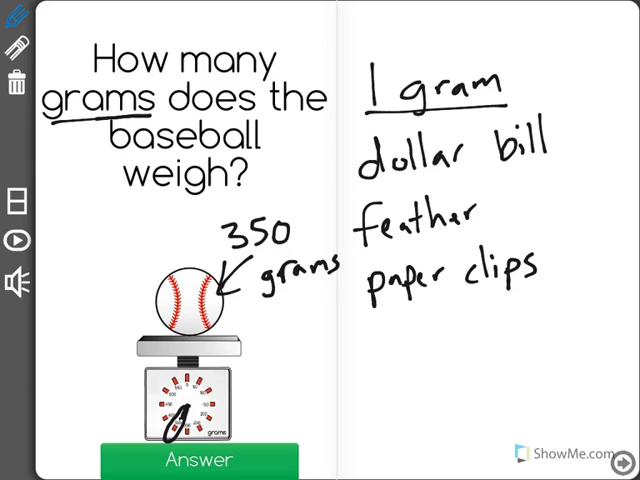 How many
grams does the
baseball
weigh?
350
grams
grams
Answer
1 gram
dollar bill
feather
paper clips
ShowMe.com